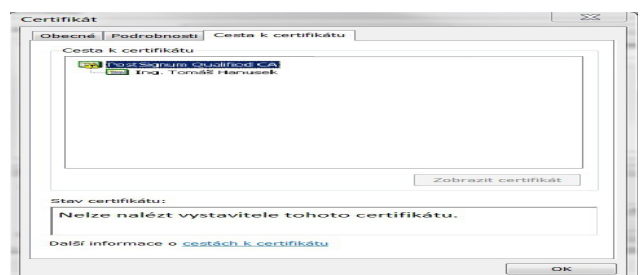 Certifikát
Obecné Podrobnosti Cesta k certifikátu
Cesta k certifikátu
PostSignum Qualified CA
Ing. Tomáš Hanusek
Zobrazit certifikát
Stav certifikátu:
Nelze nalézt vystavitele tohoto certifikátu.
Další informace o cestách k certifikátu
OK